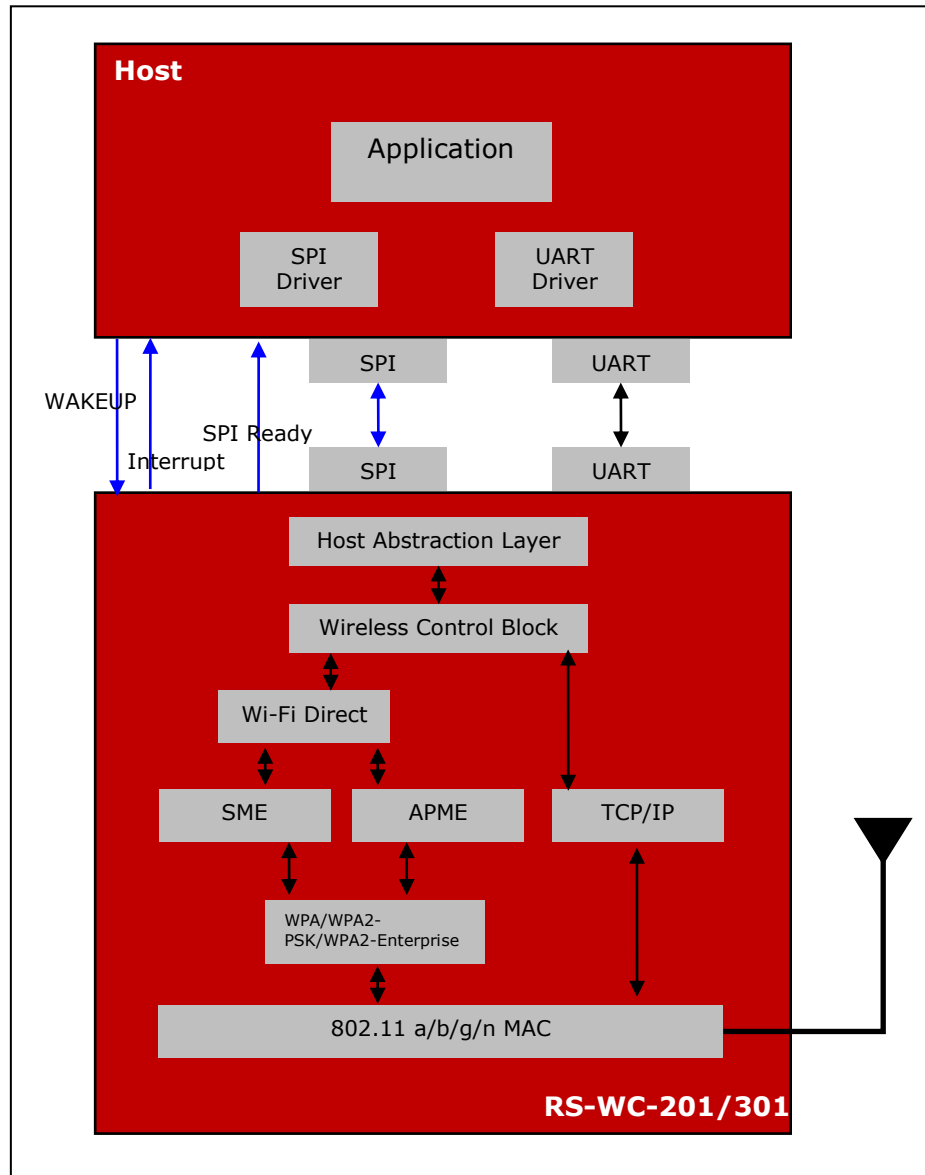 Host
Application
SPI
Driver
UART
Driver
SPI
UART
WAKEUP
SPI Ready
Interrupt
SPI
UART
Host Abstraction Layer
Wireless Control Block
Wi-Fi Direct
SME
APME
TCP/IP
WPA/WPA2-
PSK/WPA2-Enterprise
802.11 a/b/g/n MAC
RS-WC-201/301